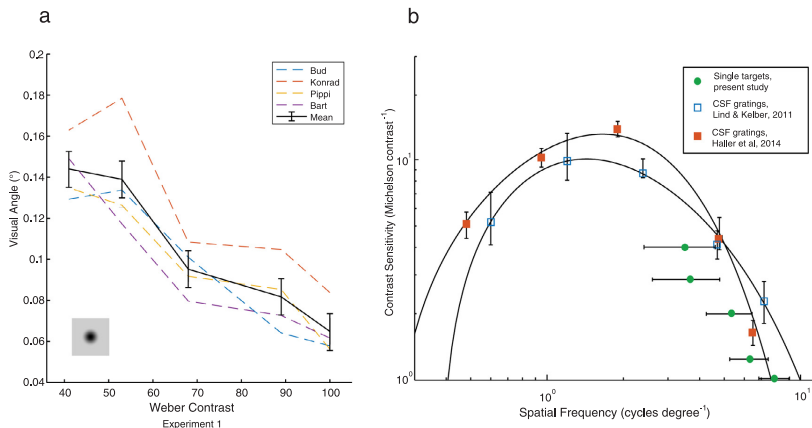 a
0.2
0.18
0.16
0.14
0.12
0.1
0.08
0.06
0.04
Visual Angle (°)
40
50
60
70
80
90
100
Weber Contrast
Experiment 1
Bud
Konrad
Pippi
Bart
Mean
b
10¹
10⁰
Contrast Sensitivity (Michelson contrast⁻¹)
10⁰
10¹
Spatial Frequency (cycles degree⁻¹)
Single targets,
present study
CSF gratings,
Lind & Kelber, 2011
CSF gratings,
Haller et al, 2014